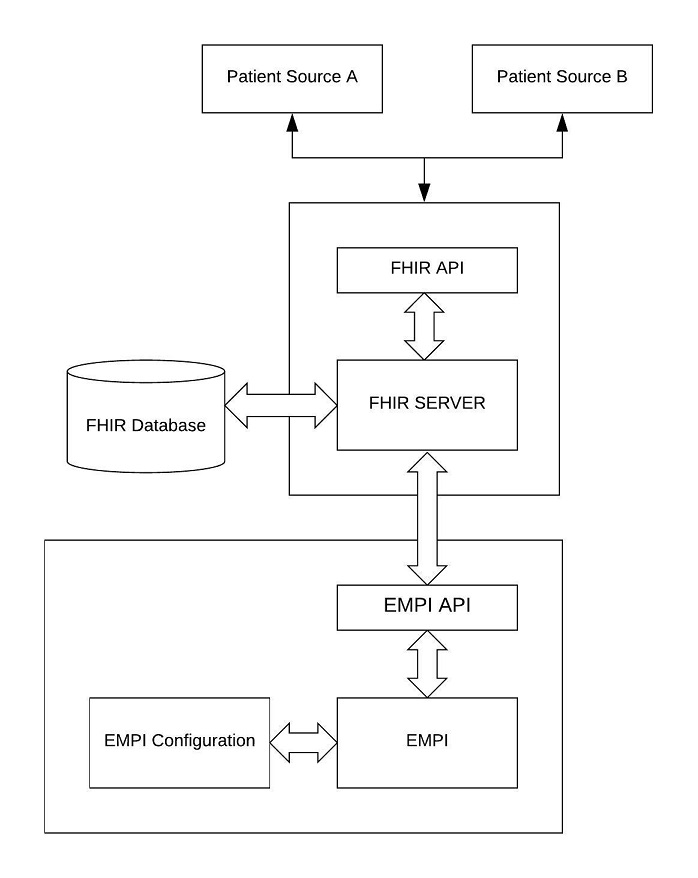 Patient Source A
Patient Source B
FHIR API
FHIR SERVER
FHIR Database
EMPI API
EMPI Configuration
EMPI